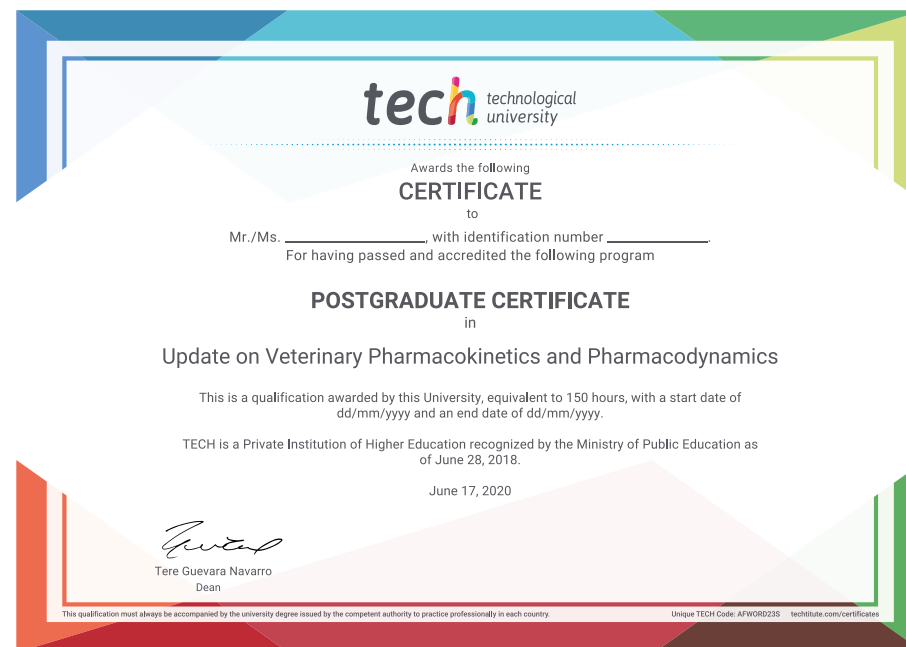 tech technological
university
Awards the following
CERTIFICATE
to
Mr./Ms. ____________________, with identification number ______________.
For having passed and accredited the following program
POSTGRADUATE CERTIFICATE
in
Update on Veterinary Pharmacokinetics and Pharmacodynamics
This is a qualification awarded by this University, equivalent to 150 hours, with a start date of
dd/mm/yyyy and an end date of dd/mm/yyyy.
TECH is a Private Institution of Higher Education recognized by the Ministry of Public Education as
of June 28, 2018.
June 17, 2020
Tere Guevara Navarro
Dean
This qualification must always be accompanied by the university degree issued by the competent authority to practice professionally in each country. Unique TECH Code: AFWORD23S techtitute.com/certificates